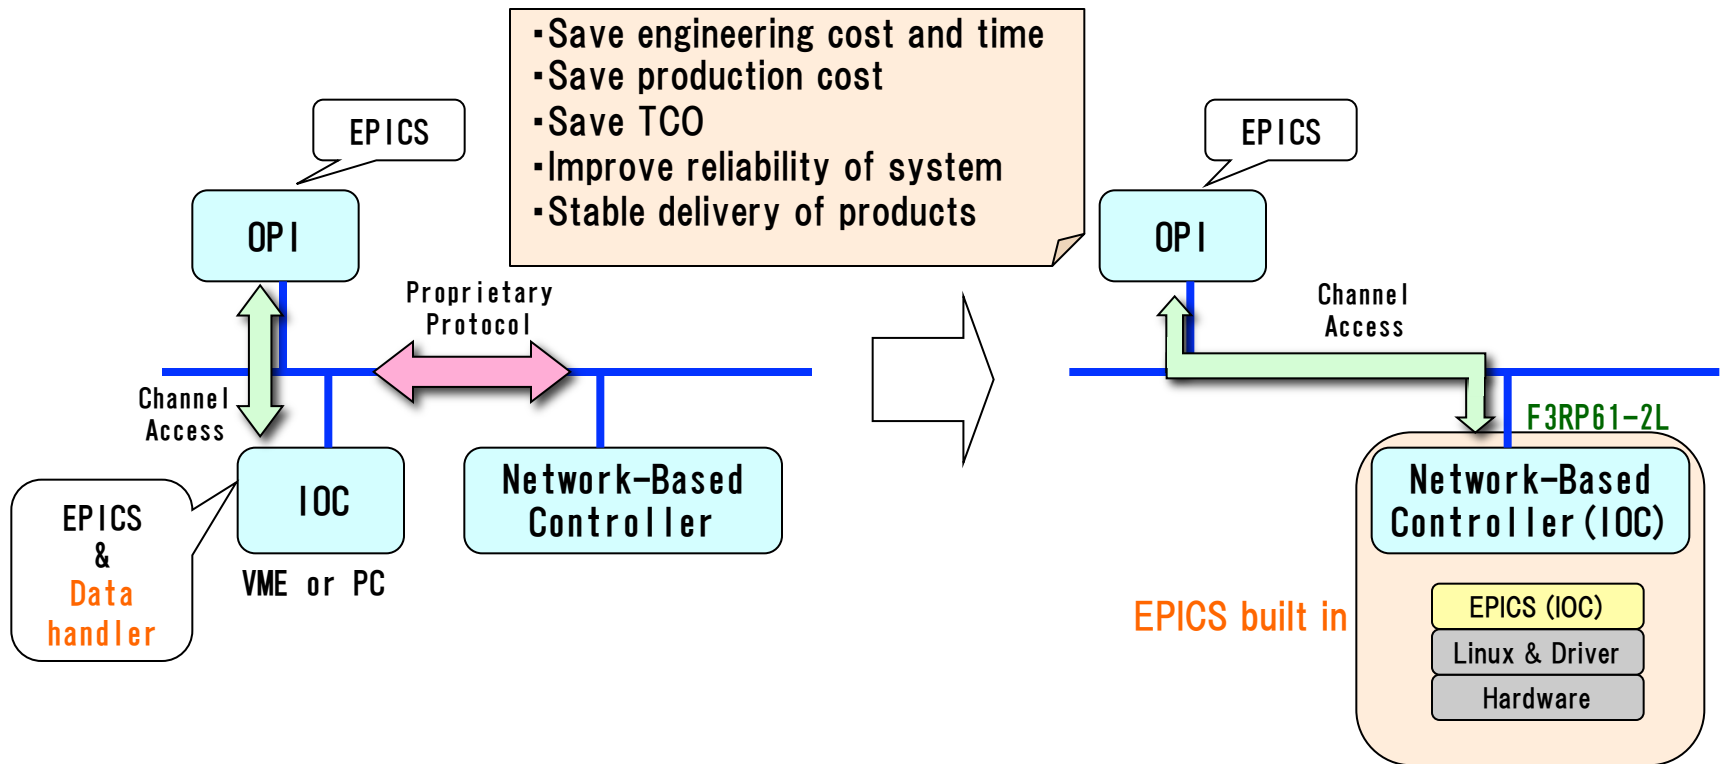 ・Save engineering cost and time
・Save production cost
・Save TCO
・Improve reliability of system
・Stable delivery of products
EPICS
OPI
Proprietary
Protocol
Channel
Access
EPICS
&
Data
handler
IOC
VME or PC
Network-Based
Controller
EPICS
OPI
Channel
Access
F3RP61-2L
Network-Based
Controller(IOC)
EPICS built in
EPICS (IOC)
Linux & Driver
Hardware